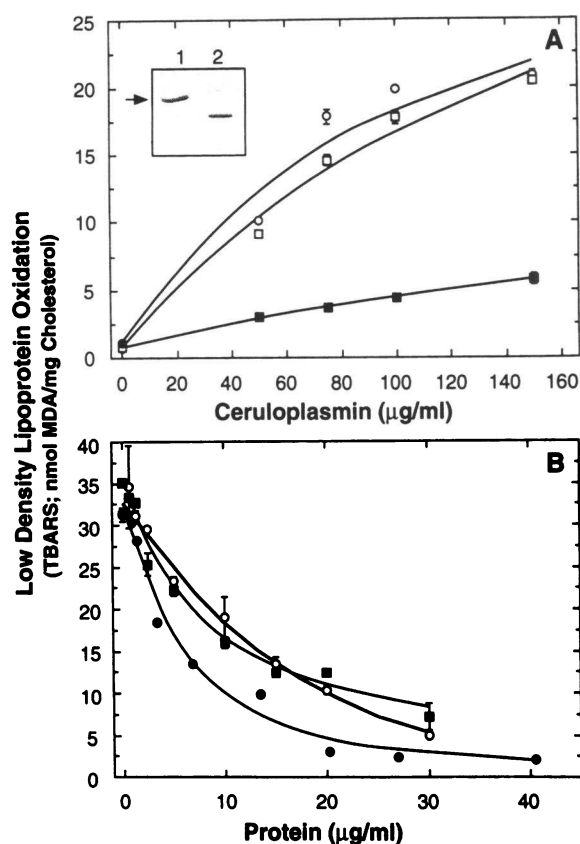 Low Density Lipoprotein Oxidation
(TBARS; nmol MDA/mg Cholesterol)
A
25
20
15
10
5
0
1 2
0 20 40 60 80 100 120 140 160
Ceruloplasmin (μg/ml)
B
40
35
30
25
20
15
10
5
0
0 10 20 30 40
Protein (μg/ml)